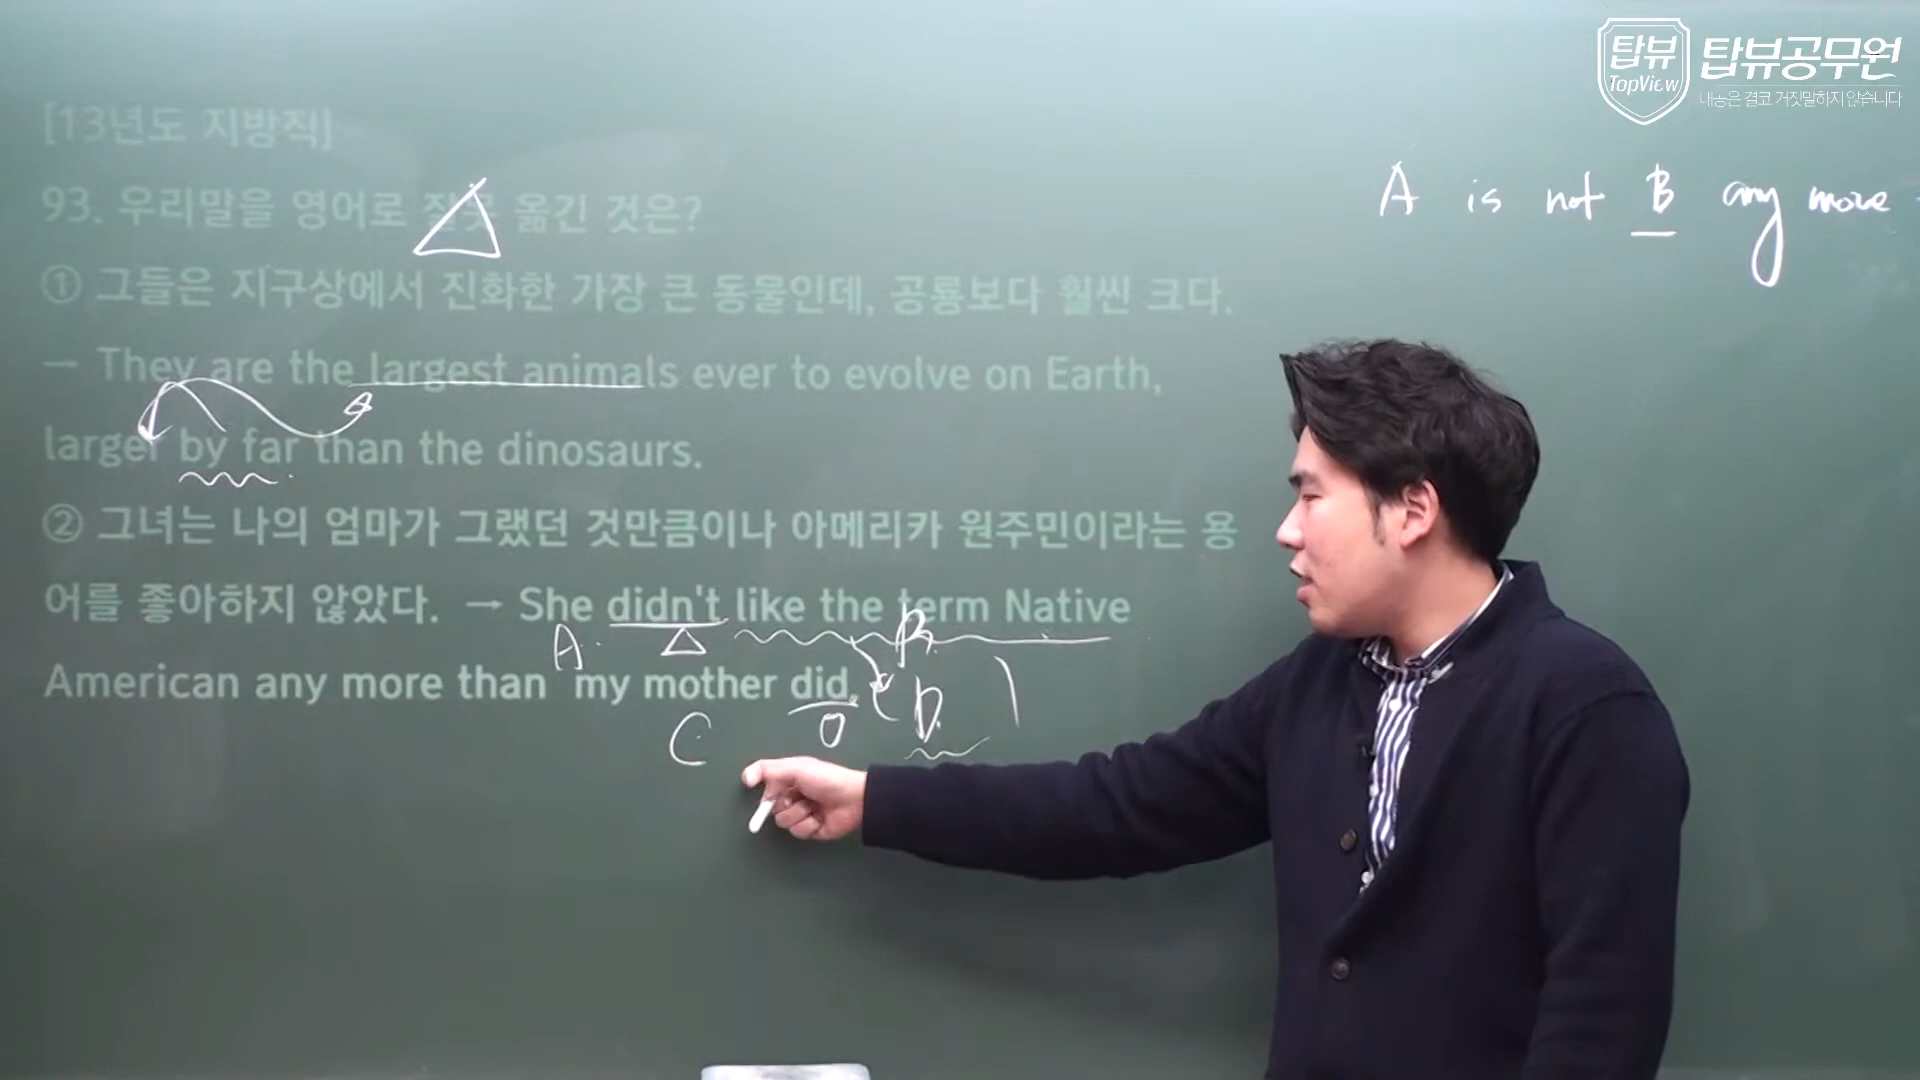 탑뷰
TopView
탑뷰공무원
내공은 결코 거짓말하지 않습니다
[13년도 지방직]
93. 우리말을 영어로 잘못 옮긴 것은?
① 그들은 지구상에서 진화한 가장 큰 동물인데, 공룡보다 훨씬 크다.
→ They are the largest animals ever to evolve on Earth,
larger by far than the dinosaurs.
② 그녀는 나의 엄마가 그랬던 것만큼이나 아메리카 원주민이라는 용
어를 좋아하지 않았다. → She didn't like the term Native
A B
American any more than my mother did.
C O ( D )
A is not B any more